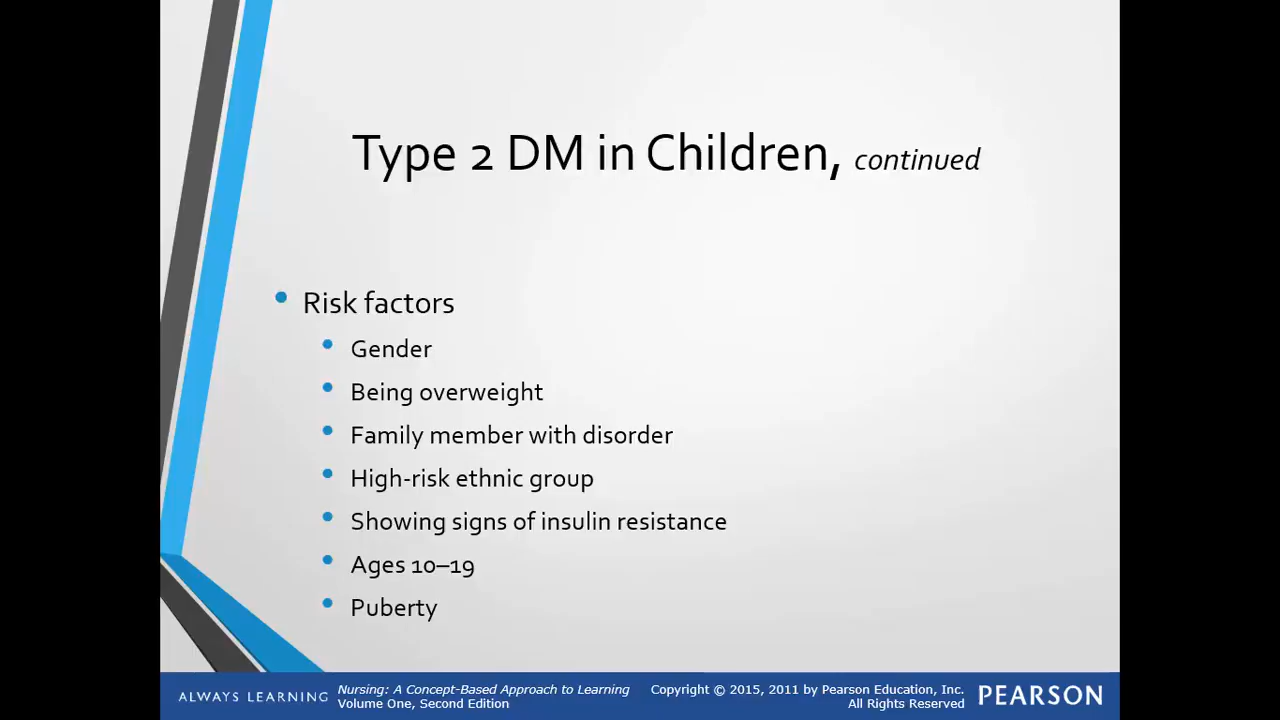 Type 2 DM in Children, continued
• Risk factors
• Gender
• Being overweight
• Family member with disorder
• High-risk ethnic group
• Showing signs of insulin resistance
• Ages 10–19
• Puberty
ALWAYS LEARNING
Nursing: A Concept-Based Approach to Learning
Volume One, Second Edition
Copyright © 2015, 2011 by Pearson Education, Inc.
All Rights Reserved
PEARSON